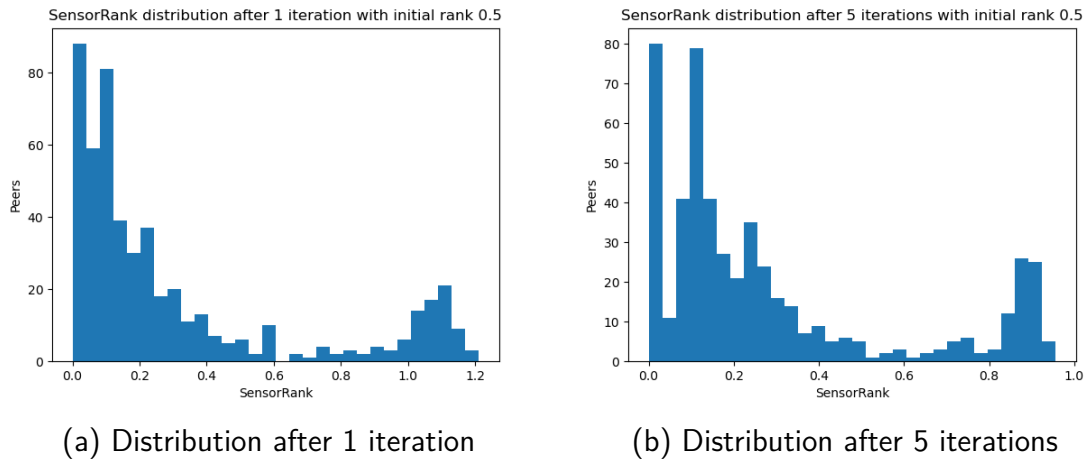 SensorRank distribution after 1 iteration with initial rank 0.5
80
60
40
20
0
Peers
0.0 0.2 0.4 0.6 0.8 1.0 1.2
SensorRank
(a) Distribution after 1 iteration
SensorRank distribution after 5 iterations with initial rank 0.5
80
70
60
50
40
30
20
10
0
Peers
0.0 0.2 0.4 0.6 0.8 1.0
SensorRank
(b) Distribution after 5 iterations